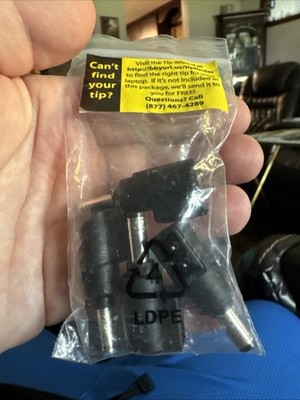 Can't
find
your
tip?
Visit the Tip Wizard at
to find the right tip for your
laptop. If it's not included in
this package, we'll send it to
you for FREE!
Questions? Call
(877) 467-4289
4
LDPE